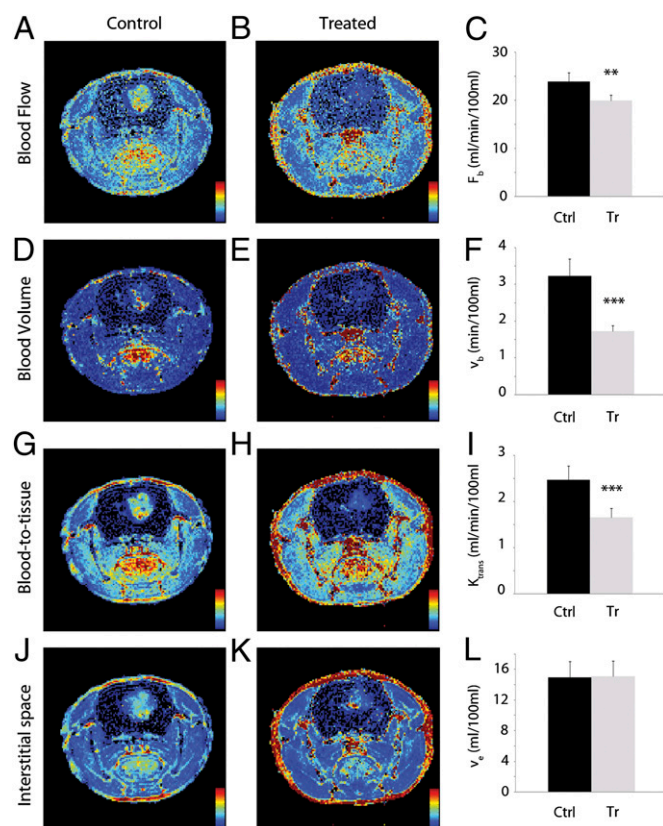 Control
Treated
A
B
C
Blood Flow
F_b (ml/min/100ml)
30
20
10
0
**
Ctrl
Tr
D
E
F
Blood Volume
v_b (min/100ml)
4
3
2
1
0
***
Ctrl
Tr
G
H
I
Blood-to-tissue
K_trans (ml/min/100ml
3
2
1
0
***
Ctrl
Tr
J
K
L
Interstitial space
v_e (ml/100ml)
16
12
8
4
0
Ctrl
Tr